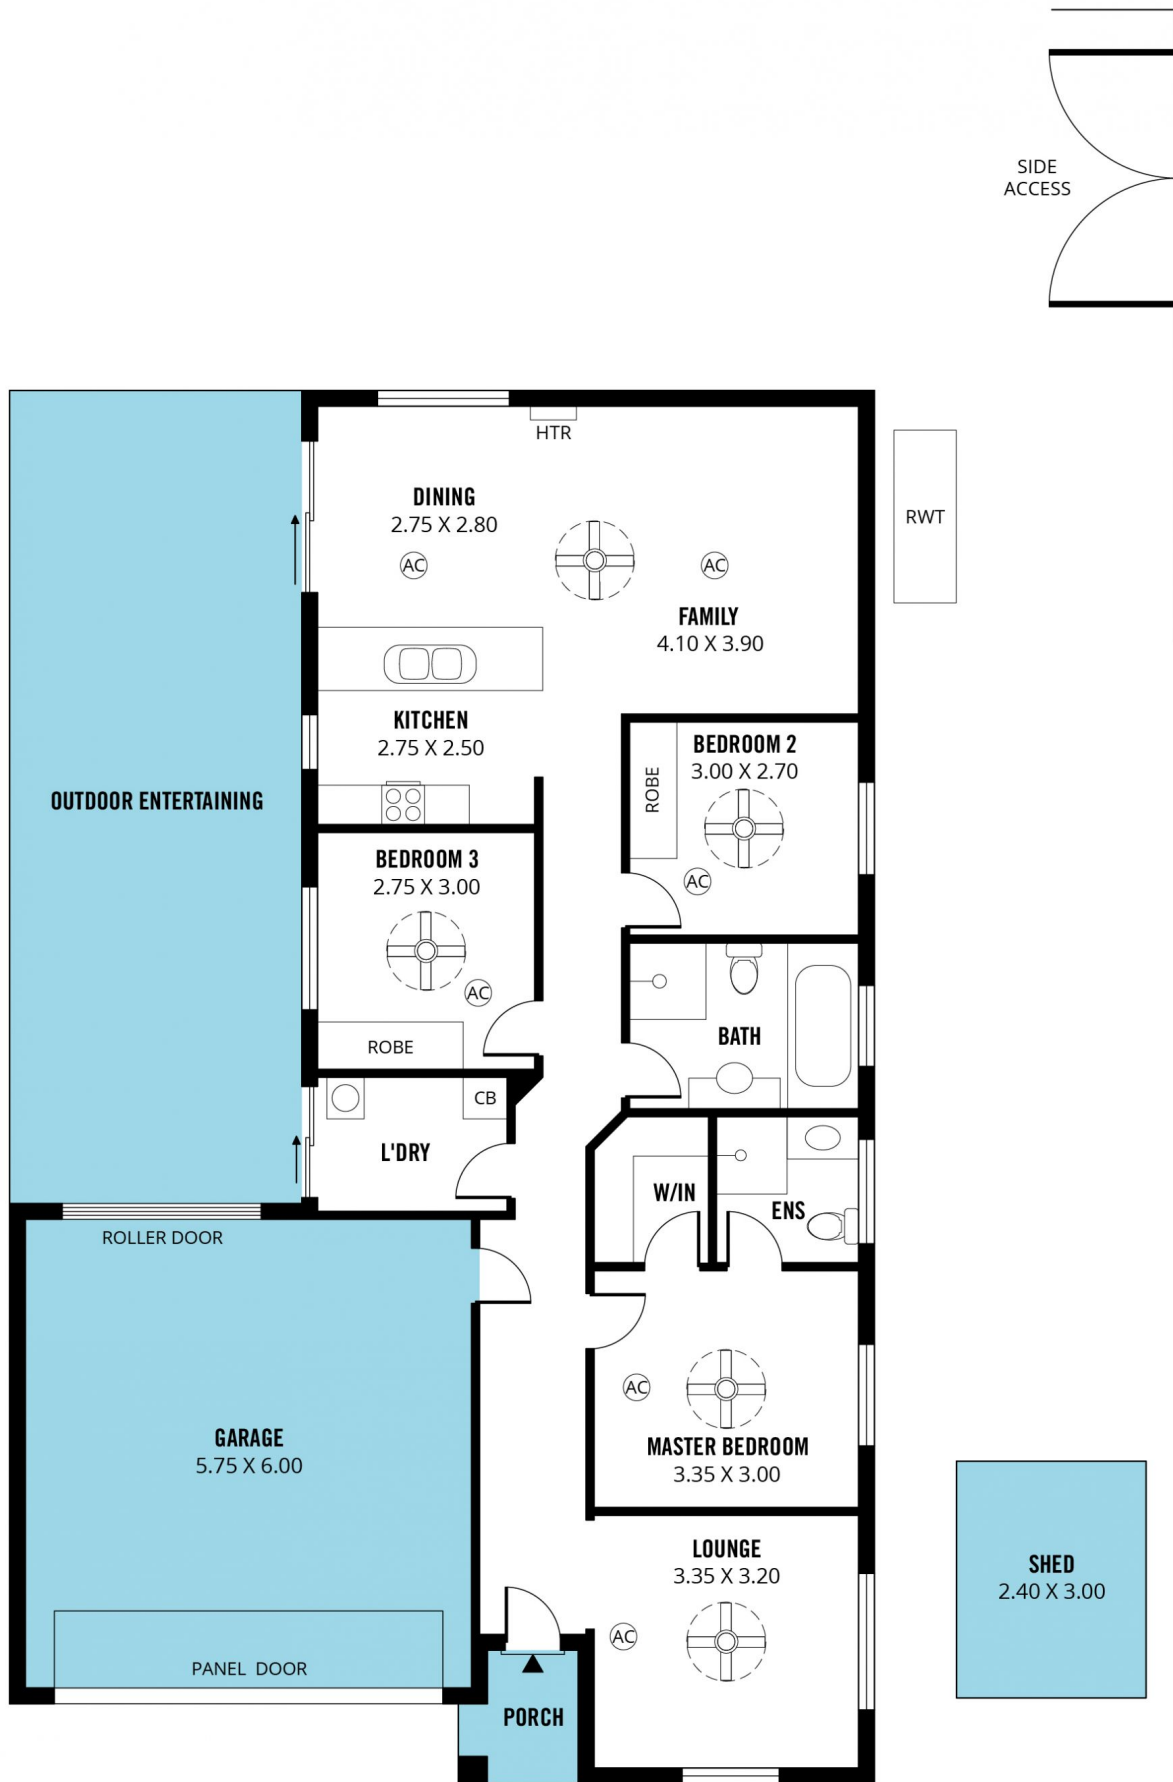 SIDE
ACCESS
HTR
DINING
2.75 X 2.80
AC
AC
RWT
FAMILY
4.10 X 3.90
KITCHEN
2.75 X 2.50
BEDROOM 2
3.00 X 2.70
ROBE
AC
OUTDOOR ENTERTAINING
BEDROOM 3
2.75 X 3.00
AC
ROBE
BATH
CB
L'DRY
W/IN
ENS
ROLLER DOOR
AC
GARAGE
5.75 X 6.00
MASTER BEDROOM
3.35 X 3.00
LOUNGE
3.35 X 3.20
AC
SHED
2.40 X 3.00
PANEL DOOR
PORCH